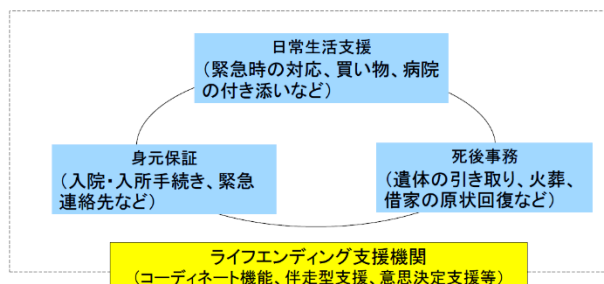 日常生活支援
（緊急時の対応、買い物、病院
の付き添いなど）
身元保証
（入院・入所手続き、緊急
連絡先など）
死後事務
（遺体の引き取り、火葬、
借家の原状回復など）
ライフエンディング支援機関
（コーディネート機能、伴走型支援、意思決定支援等）